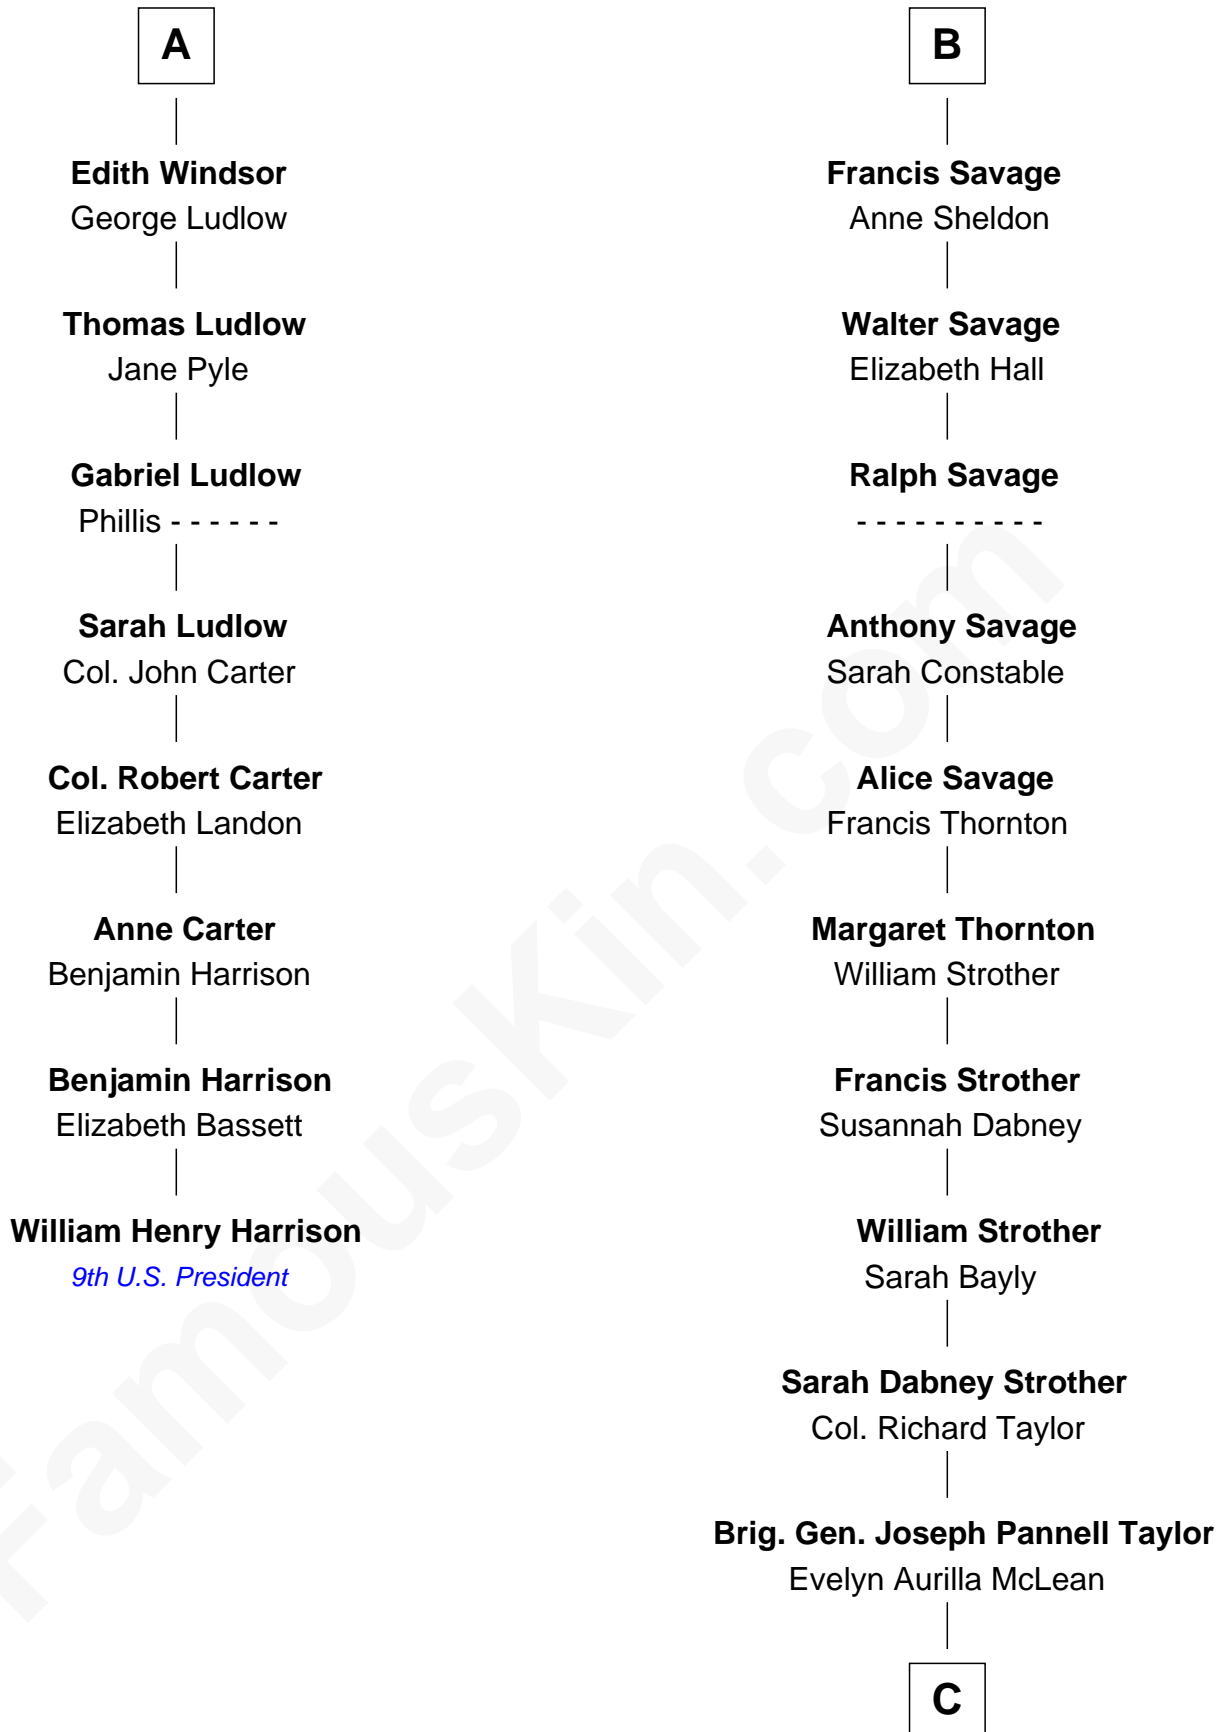 A
Edith Windsor
George Ludlow
Thomas Ludlow
Jane Pyle
Gabriel Ludlow
Phillis - - - - - -
Sarah Ludlow
Col. John Carter
Col. Robert Carter
Elizabeth Landon
Anne Carter
Benjamin Harrison
Benjamin Harrison
Elizabeth Bassett
William Henry Harrison
9th U.S. President
B
Francis Savage
Anne Sheldon
Walter Savage
Elizabeth Hall
Ralph Savage
- - - - - - - - - -
Anthony Savage
Sarah Constable
Alice Savage
Francis Thornton
Margaret Thornton
William Strother
Francis Strother
Susannah Dabney
William Strother
Sarah Bayly
Sarah Dabney Strother
Col. Richard Taylor
Brig. Gen. Joseph Pannell Taylor
Evelyn Aurilla McLean
C
FamousKin.com